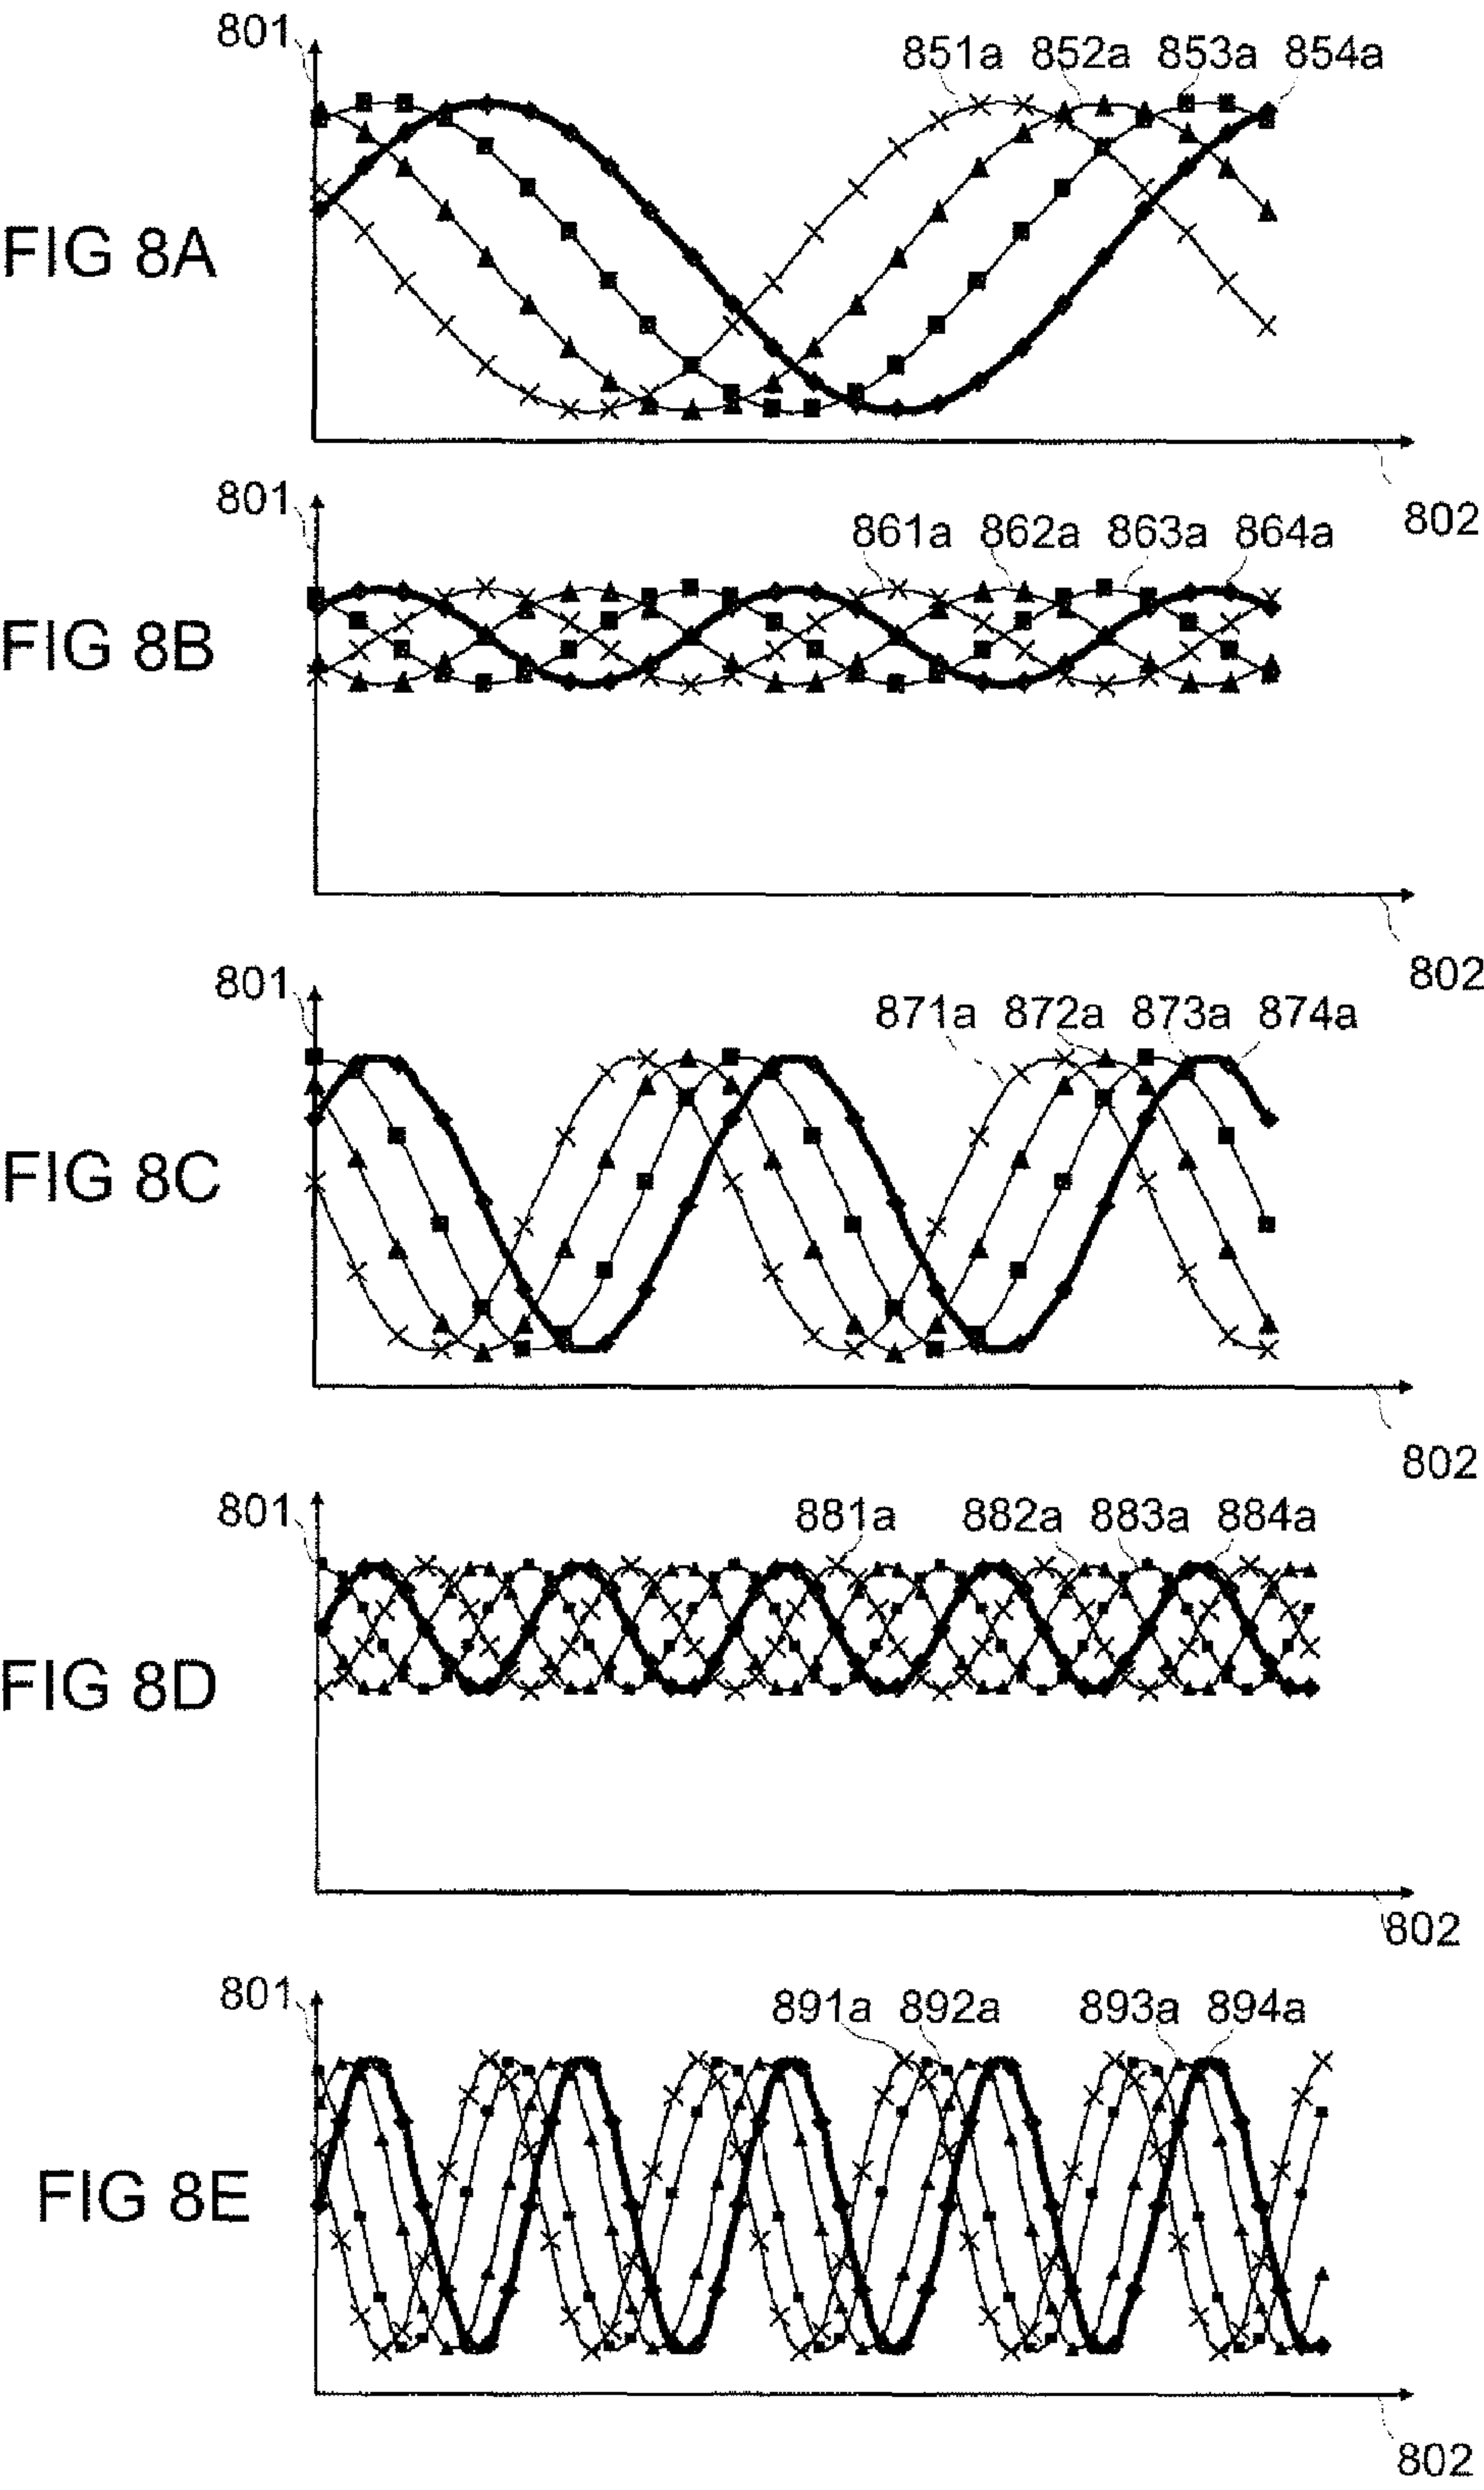 801
851a 852a 853a 854a
FIG 8A
802
801
861a 862a 863a 864a
FIG 8B
802
801
871a 872a 873a 874a
FIG 8C
802
801
881a 882a 883a 884a
FIG 8D
802
801
891a 892a 893a 894a
FIG 8E
802